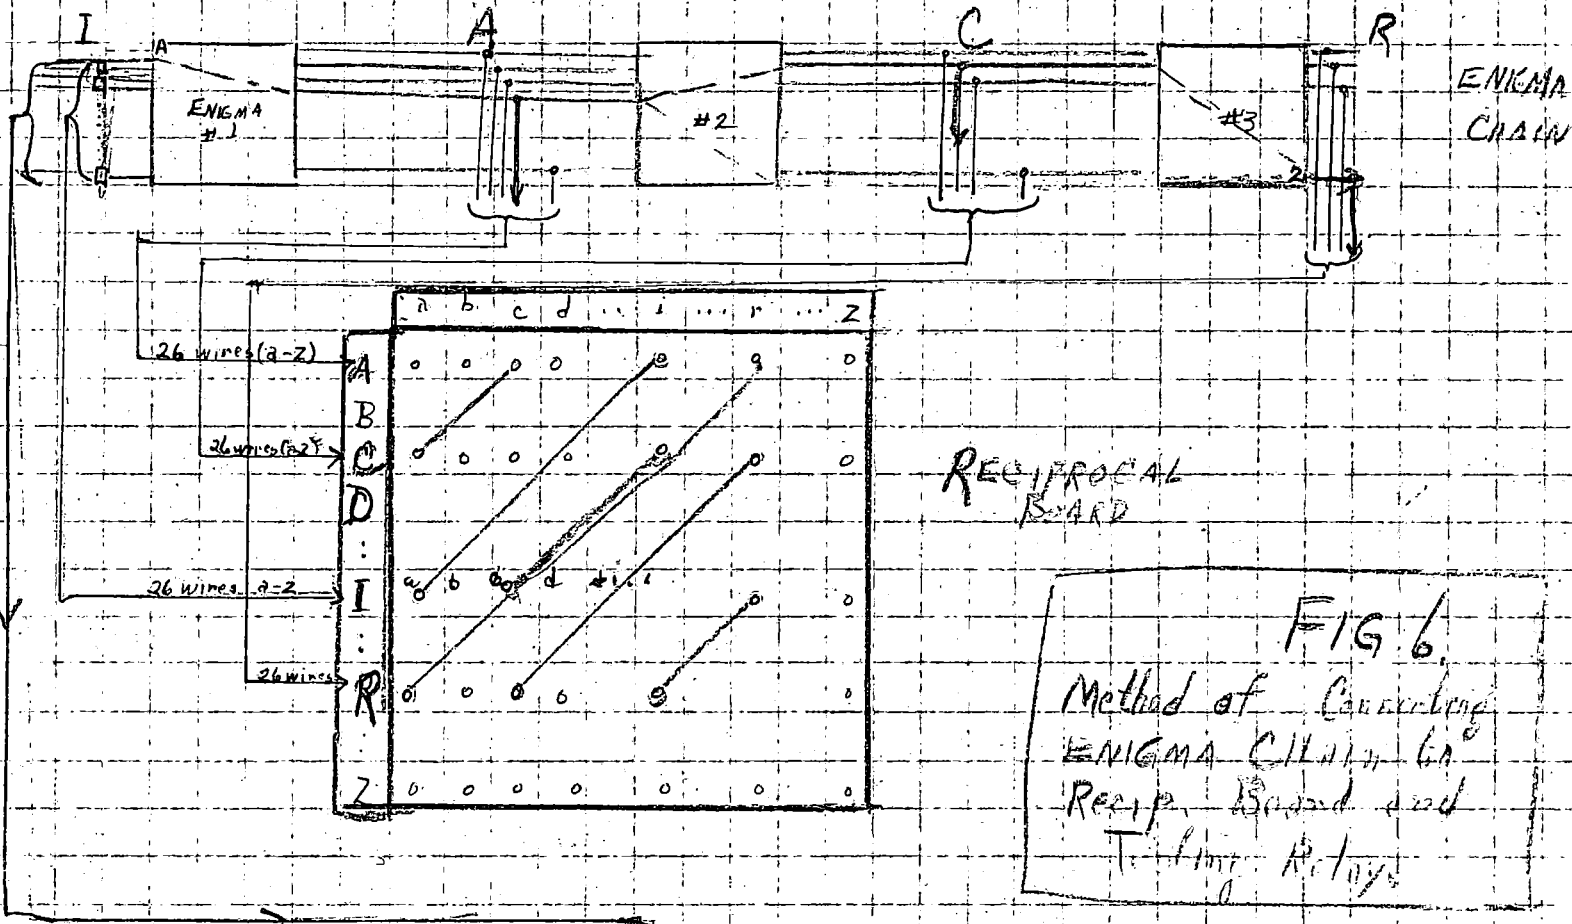 I A C R
A
ENIGMA
#1
#2
#3
Z
ENIGMA
CHAIN
a b c d ... i ... r ... z
26 wires (a-z)
A
B
26 wires (a-z)
C
D
:
a b c d i
26 wires a-z
I
:
26 wires
R
Z
RECIPROCAL
BOARD
FIG 6.
Method of Connecting
ENIGMA CHAIN to
Recip. Board and
Relays